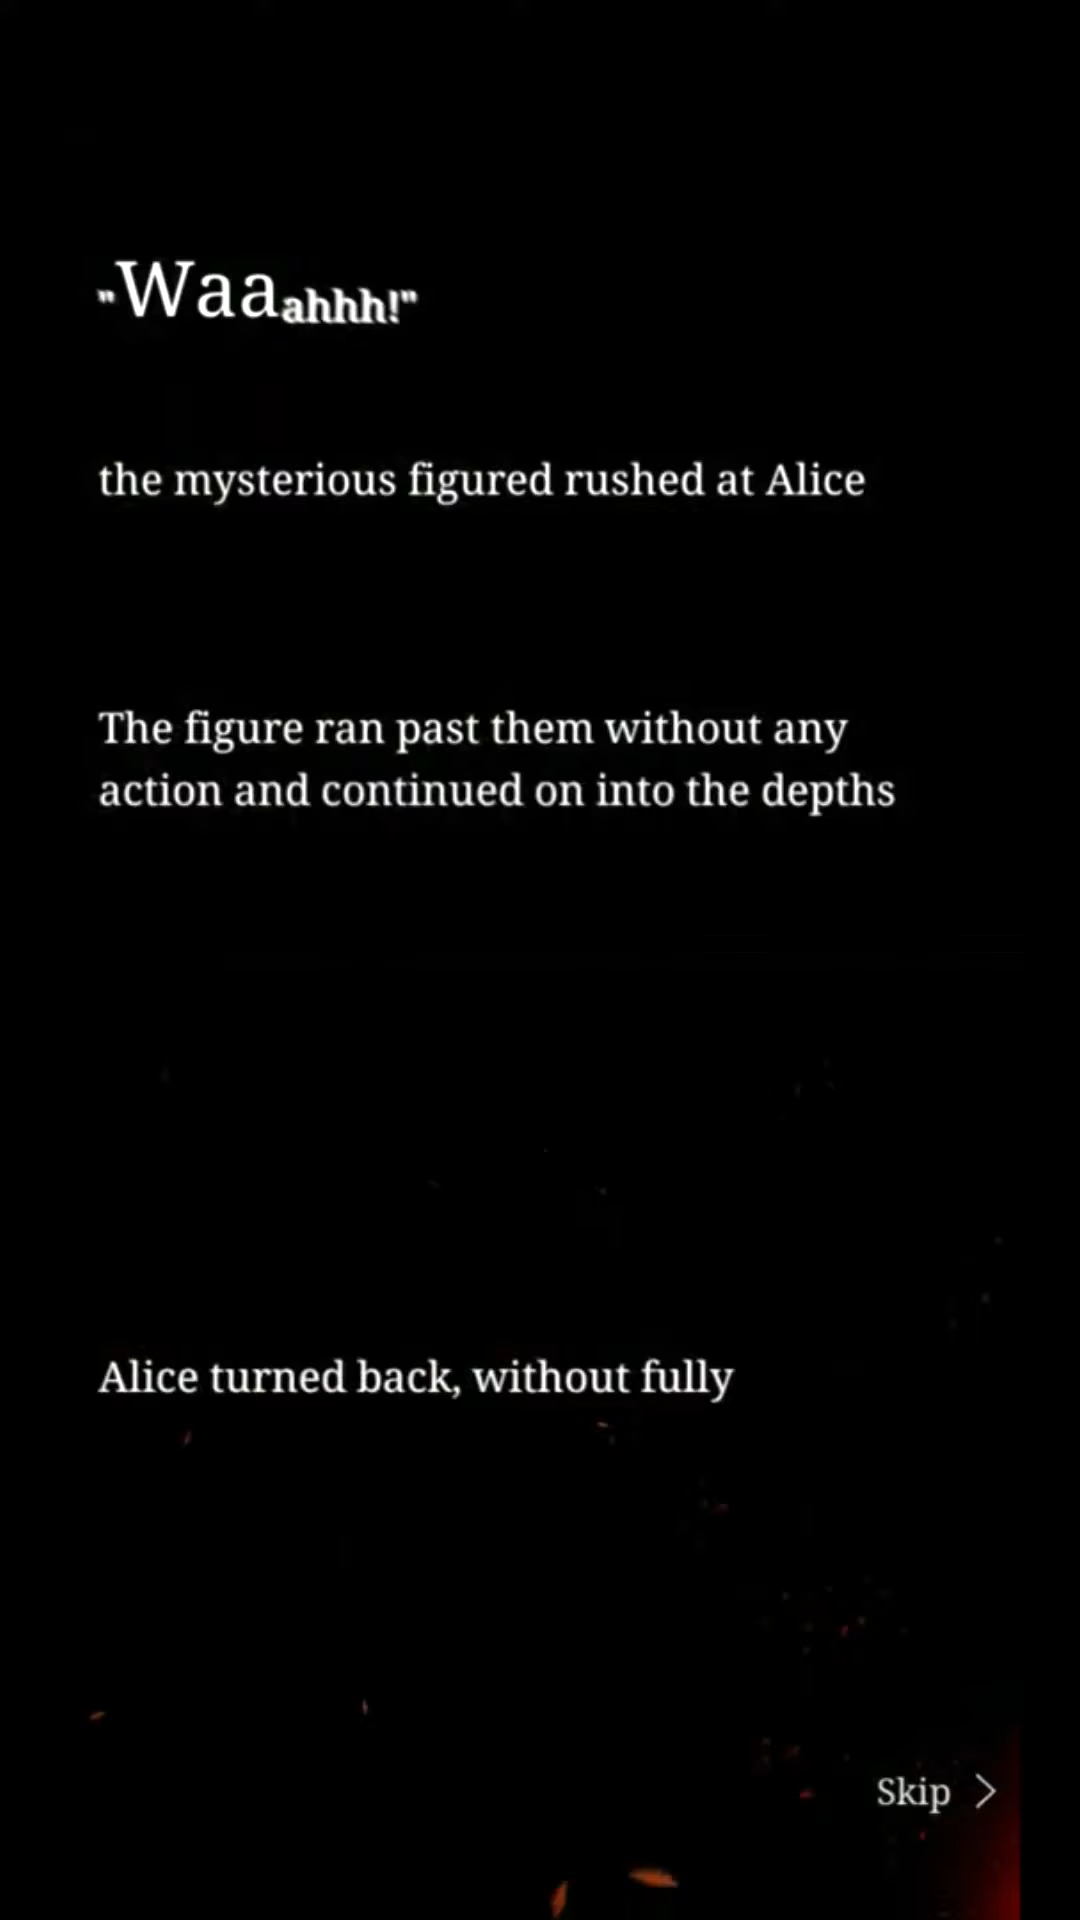 "Waaahhh!"
the mysterious figured rushed at Alice
The figure ran past them without any
action and continued on into the depths
Alice turned back, without fully
Skip >